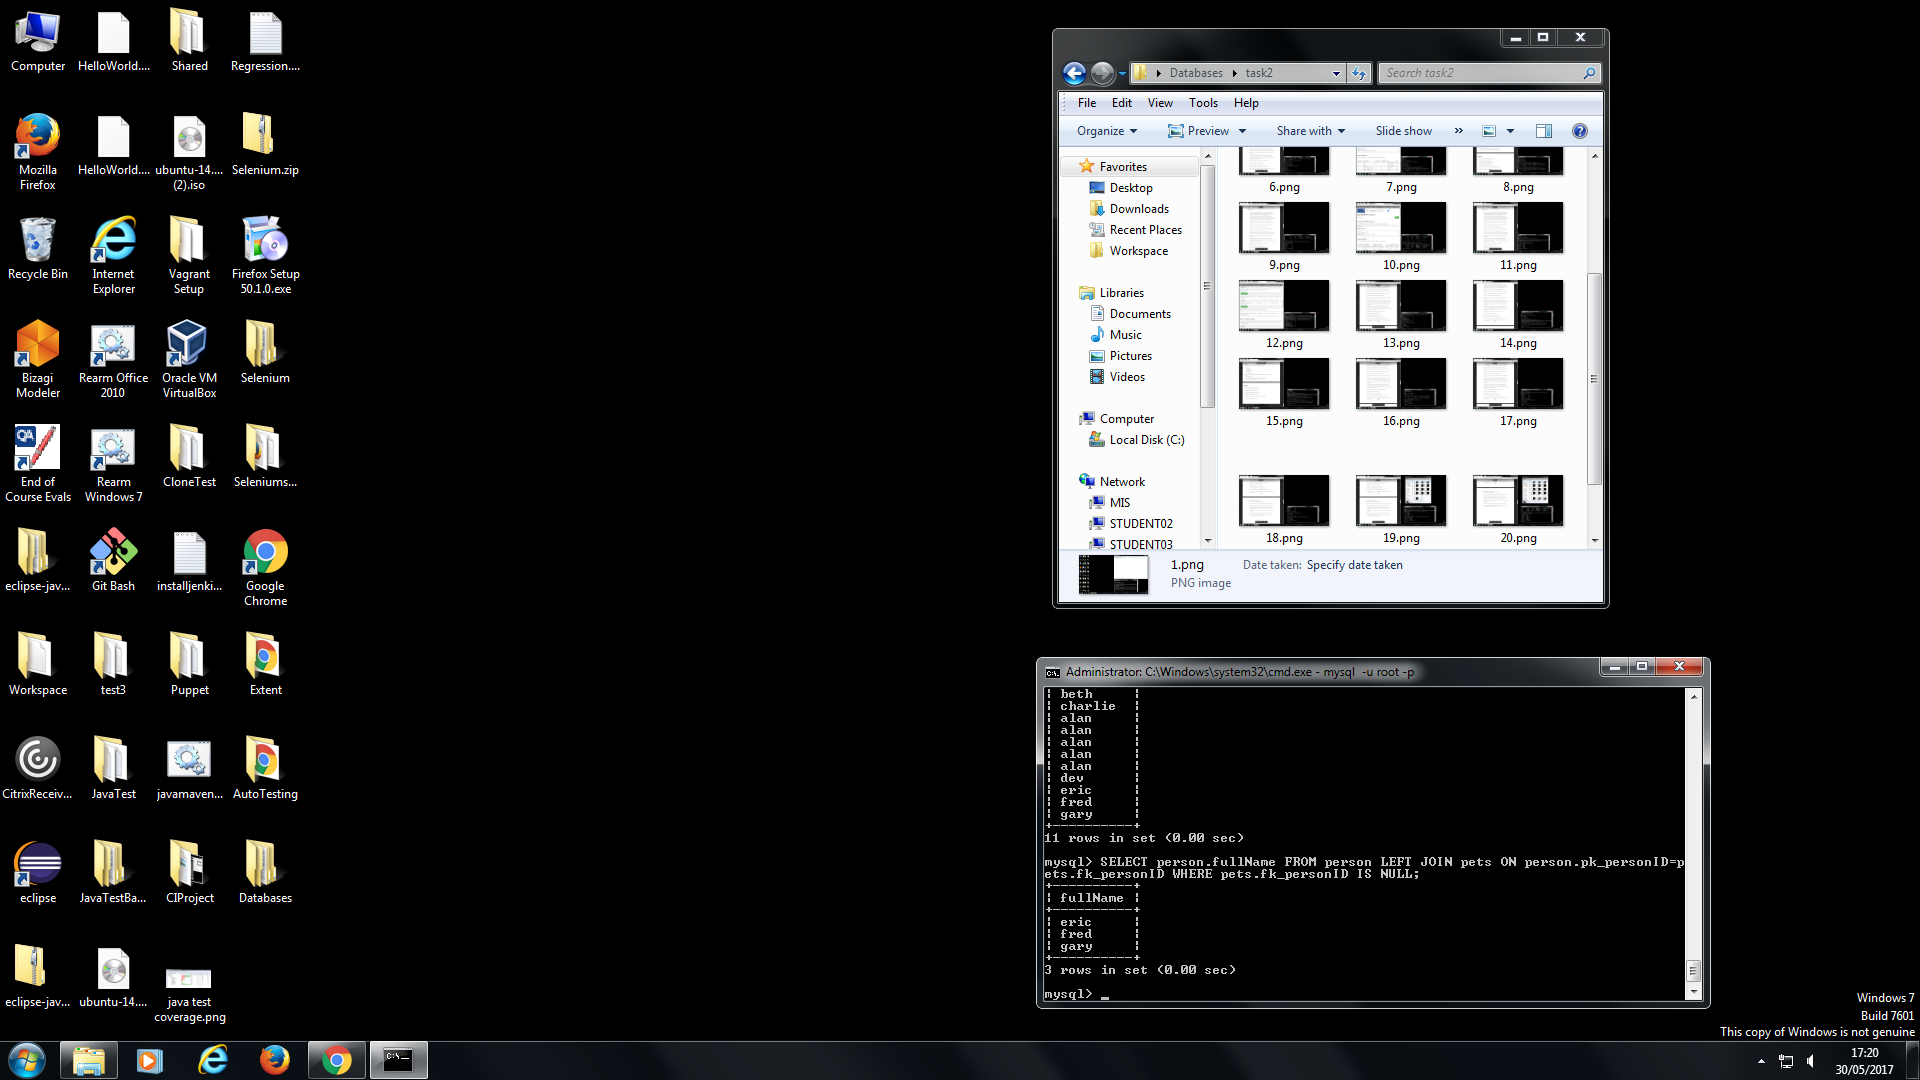 Computer
HelloWorld....
Shared
Regression....
Mozilla
Firefox
HelloWorld....
ubuntu-14....
(2).iso
Selenium.zip
Recycle Bin
Internet
Explorer
Vagrant
Setup
Firefox Setup
50.1.0.exe
Bizagi
Modeler
Rearm Office
2010
Oracle VM
VirtualBox
Selenium
QA
End of
Course Evals
Rearm
Windows 7
CloneTest
Seleniums...
eclipse-jav...
Git Bash
installjenki...
Google
Chrome
Workspace
test3
Puppet
Extent
CitrixReceiv...
JavaTest
javamaven...
AutoTesting
eclipse
JavaTestBa...
CIProject
Databases
eclipse-jav...
ubuntu-14....
java test
coverage.png
Databases
task2
Search task2
File Edit View Tools Help
Organize Preview Share with Slide show »
Favorites
Desktop
Downloads
Recent Places
Workspace
Libraries
Documents
Music
Pictures
Videos
Computer
Local Disk (C:)
Network
MIS
STUDENT02
STUDENT03
6.png 7.png 8.png
9.png 10.png 11.png
12.png 13.png 14.png
15.png 16.png 17.png
18.png 19.png 20.png
1.png Date taken: Specify date taken
PNG image
Administrator: C:\Windows\system32\cmd.exe - mysql -u root -p
| beth |
| charlie |
| alan |
| alan |
| alan |
| alan |
| alan |
| dev |
| eric |
| fred |
| gary |
+----------+
11 rows in set (0.00 sec)
mysql> SELECT person.fullName FROM person LEFT JOIN pets ON person.pk_personID=p
ets.fk_personID WHERE pets.fk_personID IS NULL;
+----------+
| fullName |
+----------+
| eric |
| fred |
| gary |
+----------+
3 rows in set (0.00 sec)
mysql> _
Windows 7
Build 7601
This copy of Windows is not genuine
17:20
30/05/2017